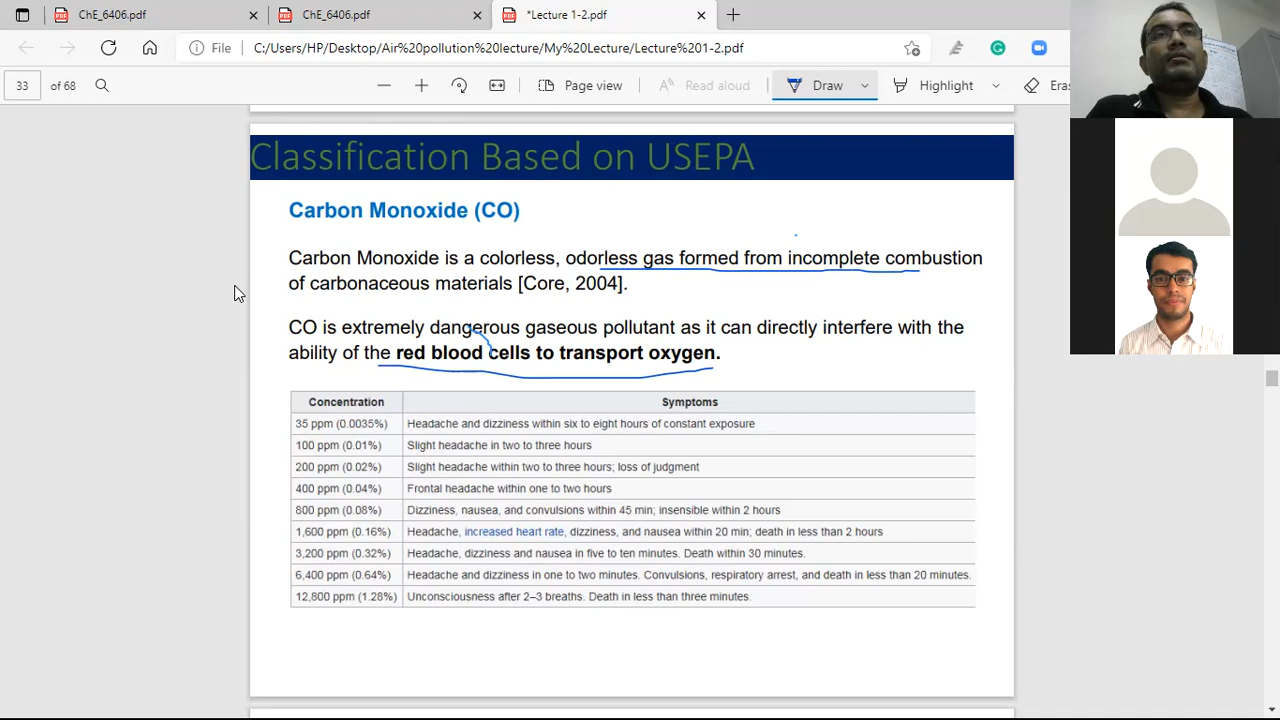 ChE_6406.pdf
ChE_6406.pdf
*Lecture 1-2.pdf
File
C:/Users/HP/Desktop/Air%20pollution%20lecture/My%20Lecture/Lecture%201-2.pdf
33 of 68
Page view
Read aloud
Draw
Highlight
Eras
Classification Based on USEPA
Carbon Monoxide (CO)
Carbon Monoxide is a colorless, odorless gas formed from incomplete combustion
of carbonaceous materials [Core, 2004].
CO is extremely dangerous gaseous pollutant as it can directly interfere with the
ability of the red blood cells to transport oxygen.
Concentration Symptoms
35 ppm (0.0035%) Headache and dizziness within six to eight hours of constant exposure
100 ppm (0.01%) Slight headache in two to three hours
200 ppm (0.02%) Slight headache within two to three hours; loss of judgment
400 ppm (0.04%) Frontal headache within one to two hours
800 ppm (0.08%) Dizziness, nausea, and convulsions within 45 min; insensible within 2 hours
1,600 ppm (0.16%) Headache, increased heart rate, dizziness, and nausea within 20 min; death in less than 2 hours
3,200 ppm (0.32%) Headache, dizziness and nausea in five to ten minutes. Death within 30 minutes.
6,400 ppm (0.64%) Headache and dizziness in one to two minutes. Convulsions, respiratory arrest, and death in less than 20 minutes.
12,800 ppm (1.28%) Unconsciousness after 2–3 breaths. Death in less than three minutes.